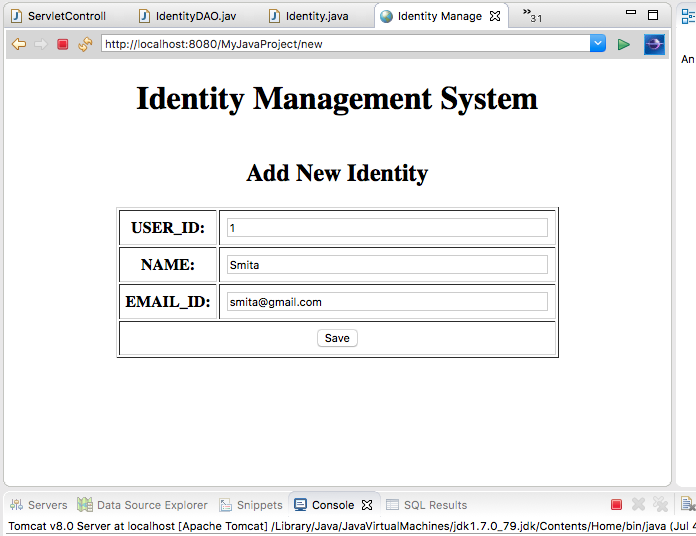 ServletControll IdentityDAO.jav Identity.java Identity Manage »31
http://localhost:8080/MyJavaProject/new
An
Identity Management System
Add New Identity
USER_ID: 1
NAME: Smita
EMAIL_ID: smita@gmail.com
Save
Servers Data Source Explorer Snippets Console SQL Results
Tomcat v8.0 Server at localhost [Apache Tomcat] /Library/Java/JavaVirtualMachines/jdk1.7.0_79.jdk/Contents/Home/bin/java (Jul 4